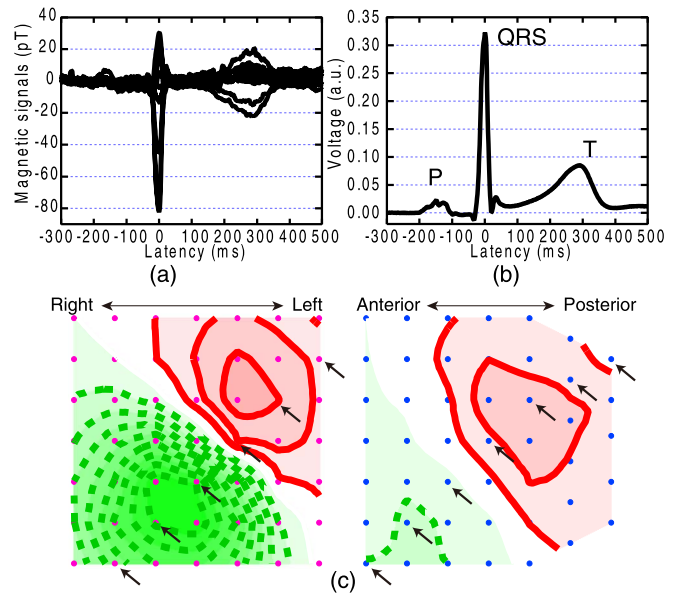 Magnetic signals (pT)
40
20
0
-20
-40
-60
-80
-300 -200 -100 0 100 200 300 400 500
Latency (ms)
(a)
Voltage (a.u.)
0.35
0.30
0.25
0.20
0.15
0.10
0.05
0.00
QRS
P
T
-300 -200 -100 0 100 200 300 400 500
Latency (ms)
(b)
Right
Left
Anterior
Posterior
(c)